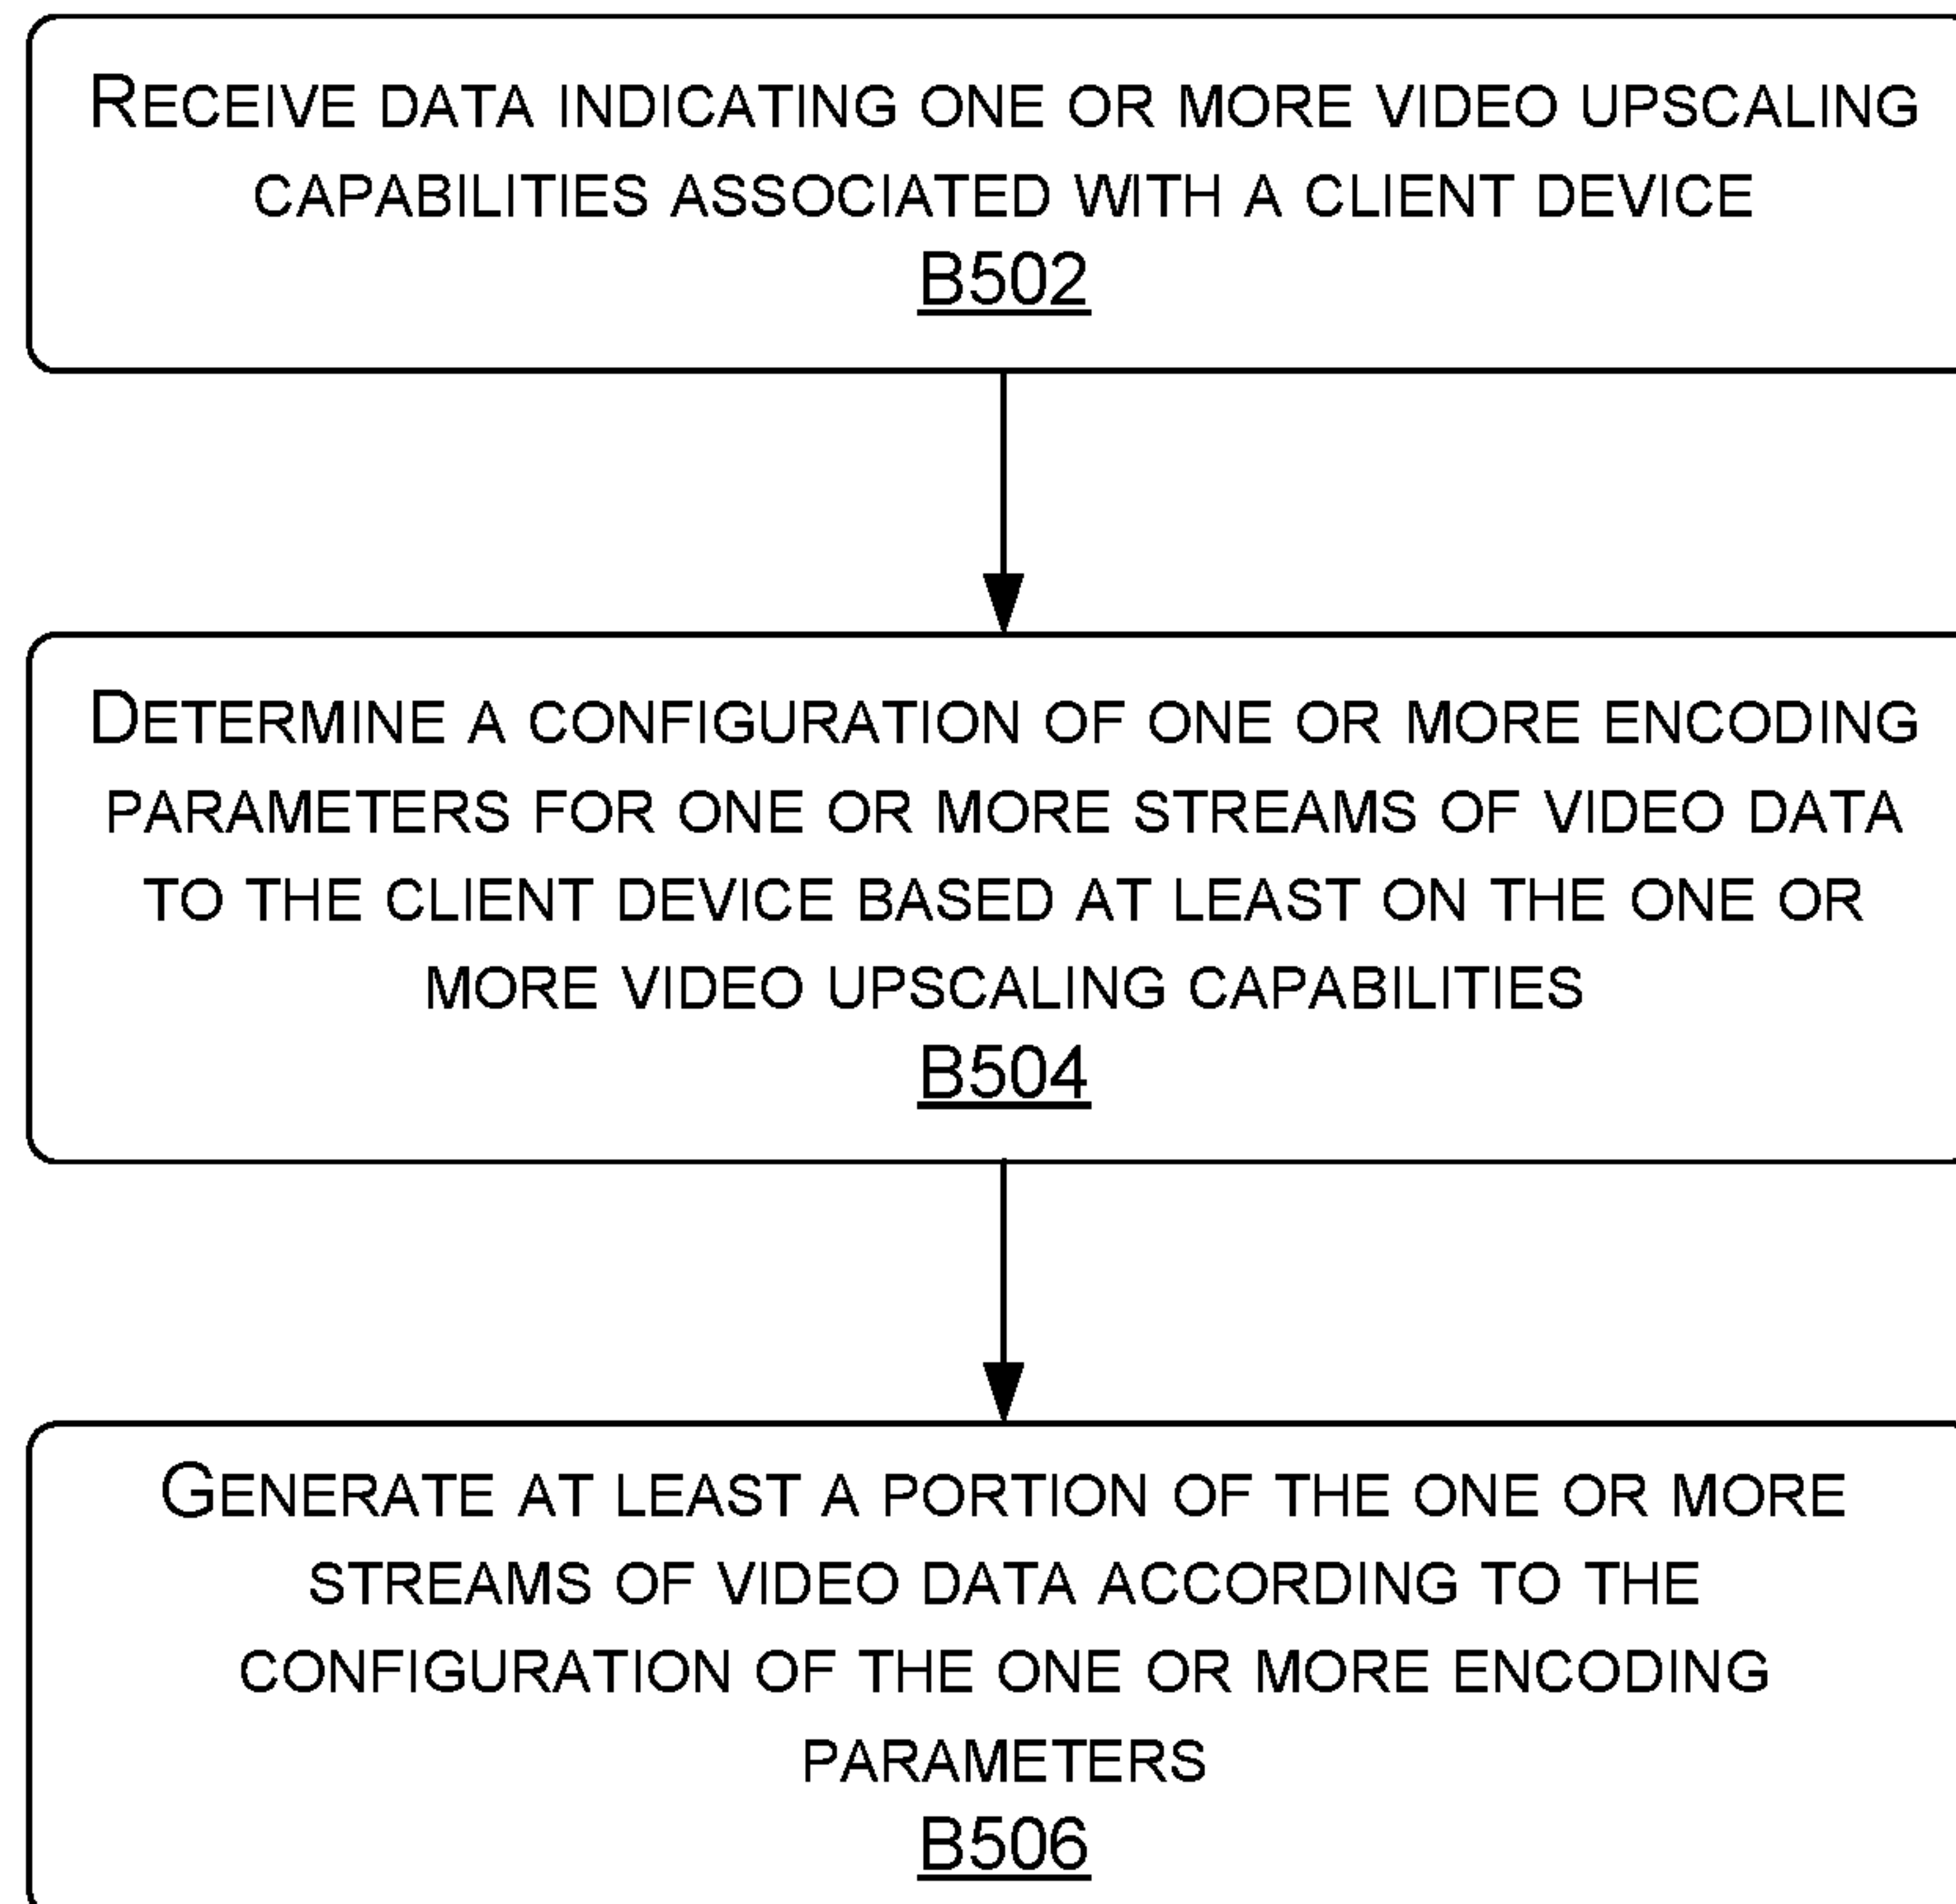 RECEIVE DATA INDICATING ONE OR MORE VIDEO UPSCALING
CAPABILITIES ASSOCIATED WITH A CLIENT DEVICE
B502
DETERMINE A CONFIGURATION OF ONE OR MORE ENCODING
PARAMETERS FOR ONE OR MORE STREAMS OF VIDEO DATA
TO THE CLIENT DEVICE BASED AT LEAST ON THE ONE OR
MORE VIDEO UPSCALING CAPABILITIES
B504
GENERATE AT LEAST A PORTION OF THE ONE OR MORE
STREAMS OF VIDEO DATA ACCORDING TO THE
CONFIGURATION OF THE ONE OR MORE ENCODING
PARAMETERS
B506